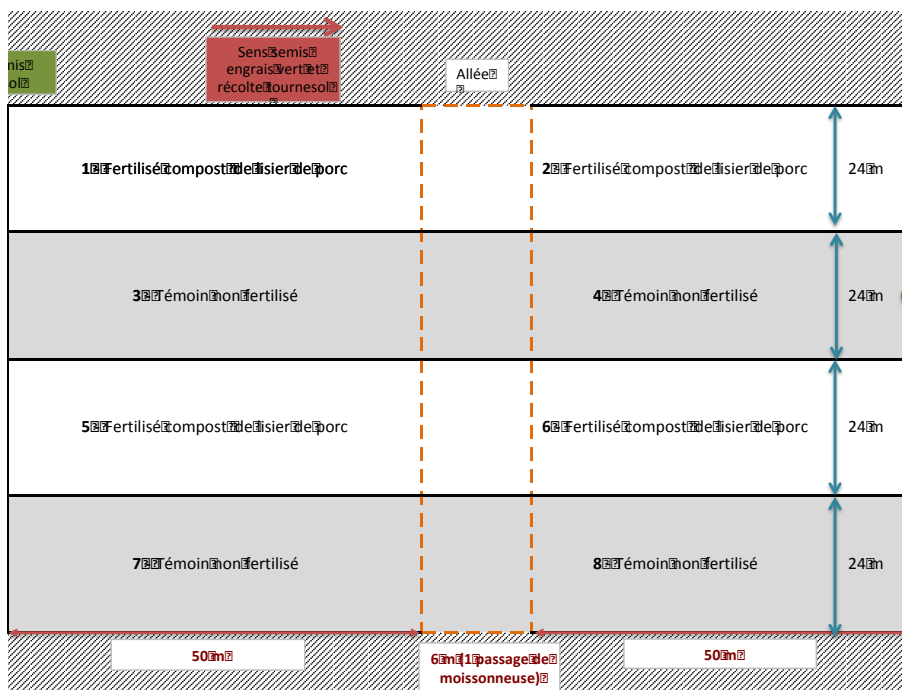 mis
ol
Sens semis
engrais vert et
récolte tournesol
Allée
1 - Fertilisé compost de lisier de porc
2 - Fertilisé compost de lisier de porc
24 m
3 - Témoin non fertilisé
4 - Témoin non fertilisé
24 m
5 - Fertilisé compost de lisier de porc
6 - Fertilisé compost de lisier de porc
24 m
7 - Témoin non fertilisé
8 - Témoin non fertilisé
24 m
50 m
6 m (1 passage de
moissonneuse)
50 m